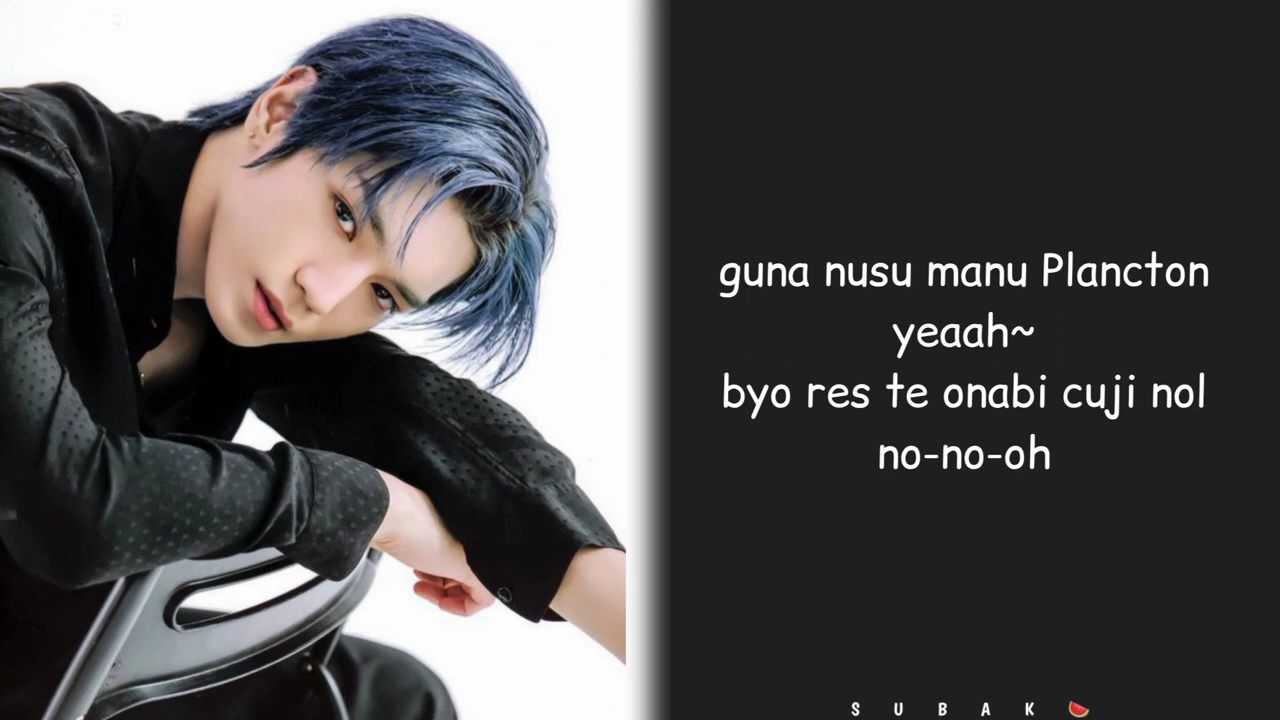 guna nusu manu Plancton
yeaah~
byo res te onabi cuji nol
no-no-oh
S U B A K 🍉